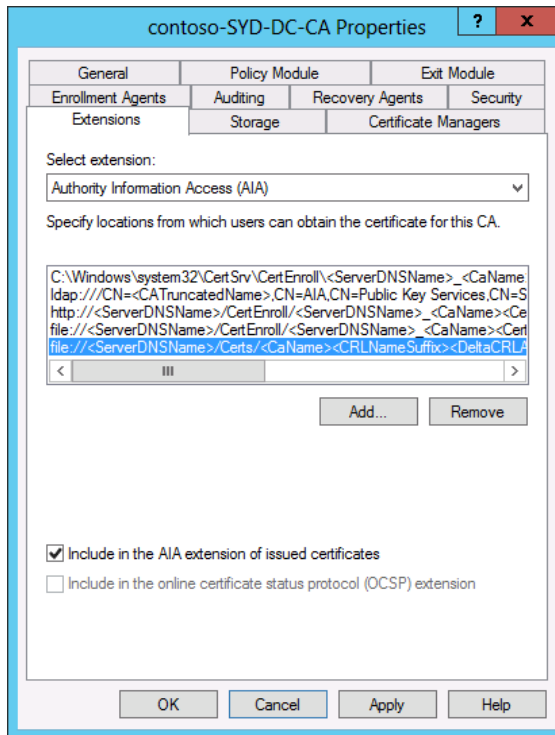 contoso-SYD-DC-CA Properties
?
x
General
Policy Module
Exit Module
Enrollment Agents
Auditing
Recovery Agents
Security
Extensions
Storage
Certificate Managers
Select extension:
Authority Information Access (AIA)
Specify locations from which users can obtain the certificate for this CA.
C:\Windows\system32\CertSrv\CertEnroll\<ServerDNSName>_<CaName
ldap:///CN=<CATruncatedName>,CN=AIA,CN=Public Key Services,CN=S
http://<ServerDNSName>/CertEnroll/<ServerDNSName>_<CaName><Ce
file://<ServerDNSName>/CertEnroll/<ServerDNSName>_<CaName><Cert
file://<ServerDNSName>/Certs/<CaName><CRLNameSuffix><DeltaCRLA
Add...
Remove
Include in the AIA extension of issued certificates
Include in the online certificate status protocol (OCSP) extension
OK
Cancel
Apply
Help